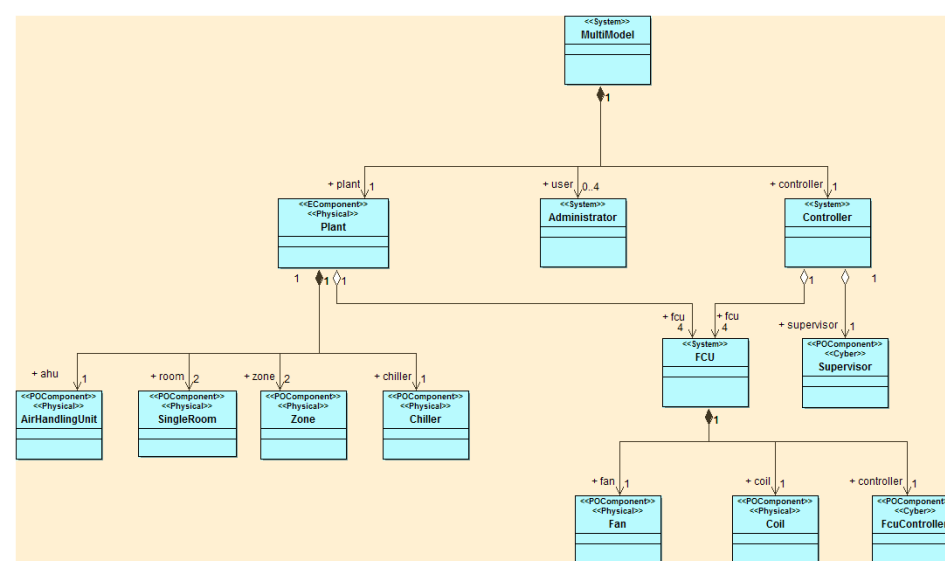 <<System>>
MultiModel
1
+ plant
1
+ user
0..4
+ controller
1
<<EComponent>>
<<Physical>>
Plant
<<System>>
Administrator
<<System>>
Controller
1
1
1
1
1
+ fcu
4
+ fcu
4
+ supervisor
1
<<System>>
FCU
<<POComponent>>
<<Cyber>>
Supervisor
+ ahu
1
+ room
2
+ zone
2
+ chiller
1
<<POComponent>>
<<Physical>>
AirHandlingUnit
<<POComponent>>
<<Physical>>
SingleRoom
<<POComponent>>
<<Physical>>
Zone
<<POComponent>>
<<Physical>>
Chiller
1
+ fan
1
+ coil
1
+ controller
1
<<POComponent>>
<<Physical>>
Fan
<<POComponent>>
<<Physical>>
Coil
<<POComponent>>
<<Cyber>>
FcuController